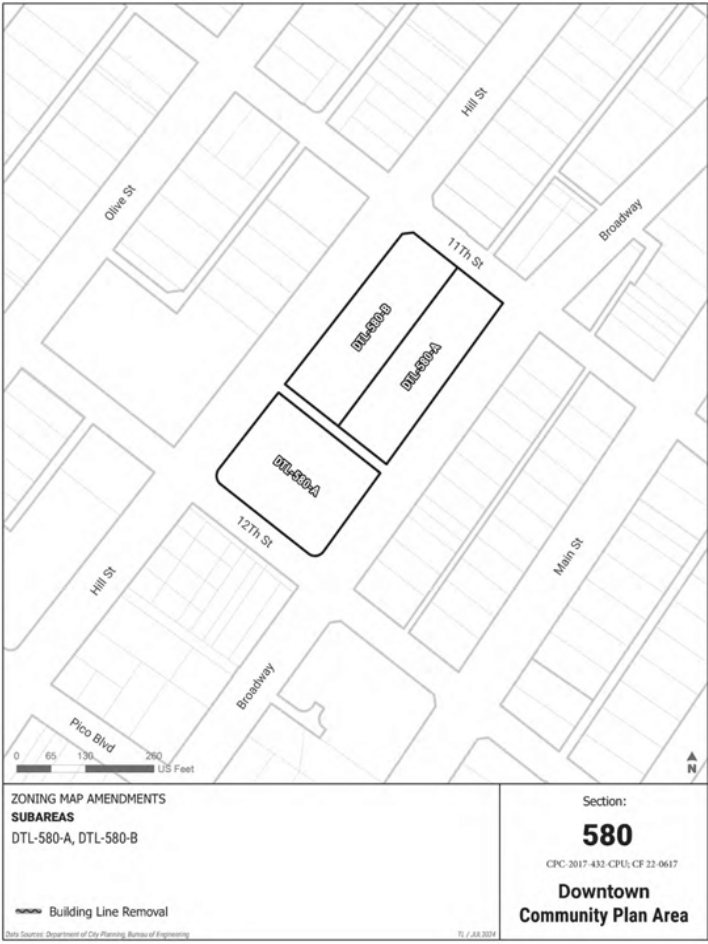 Hill St
Olive St
Broadway
11Th St
DTL-580-B
DTL-580-A
DTL-580-A
12Th St
Main St
Hill St
Broadway
Pico Blvd
0 65 130 260
US Feet
N
ZONING MAP AMENDMENTS
SUBAREAS
DTL-580-A, DTL-580-B
Building Line Removal
Data Sources: Department of City Planning, Bureau of Engineering
TL / JUL 2024
Section:
580
CPC-2017-432-CPU; CF 22-0617
Downtown
Community Plan Area